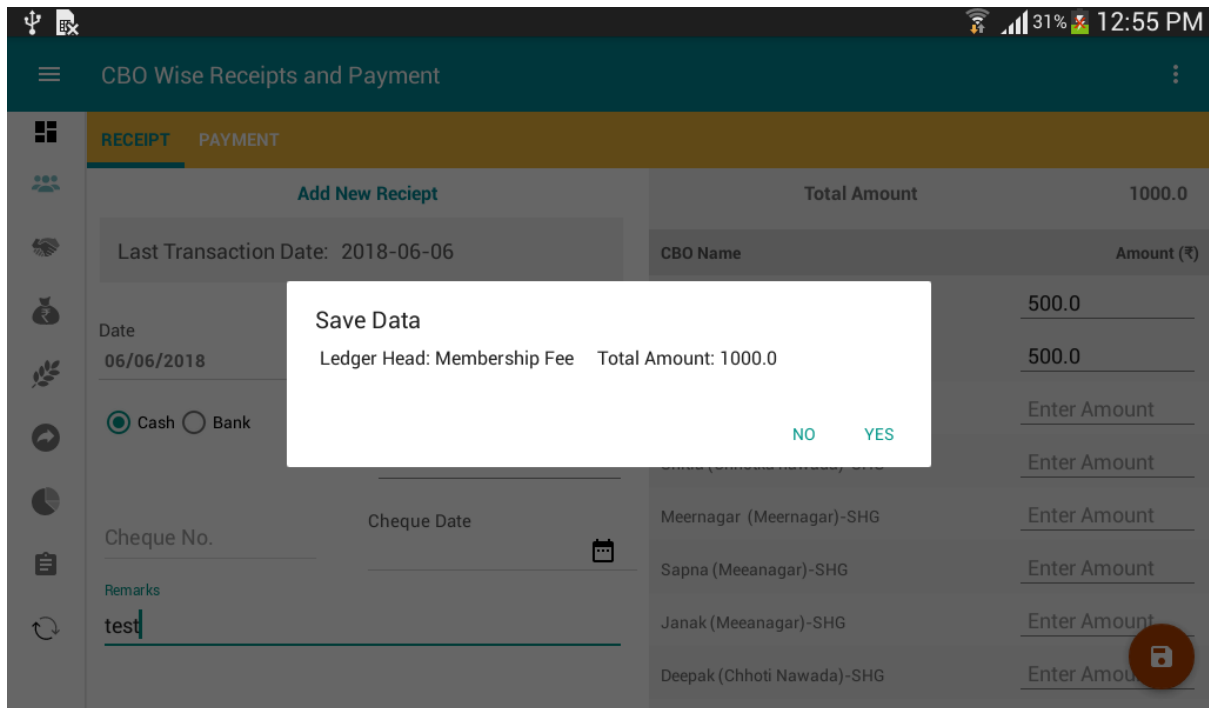 31% 12:55 PM
CBO Wise Receipts and Payment
RECEIPT PAYMENT
Add New Reciept
Total Amount 1000.0
Last Transaction Date: 2018-06-06
CBO Name Amount (₹)
500.0
Date
06/06/2018
500.0
Save Data
Ledger Head: Membership Fee Total Amount: 1000.0
NO YES
Cash Bank
Enter Amount
Enter Amount
Cheque No.
Cheque Date
Meernagar (Meernagar)-SHG Enter Amount
Sapna (Meeanagar)-SHG Enter Amount
Remarks
test
Janak (Meeanagar)-SHG Enter Amount
Deepak (Chhoti Nawada)-SHG Enter